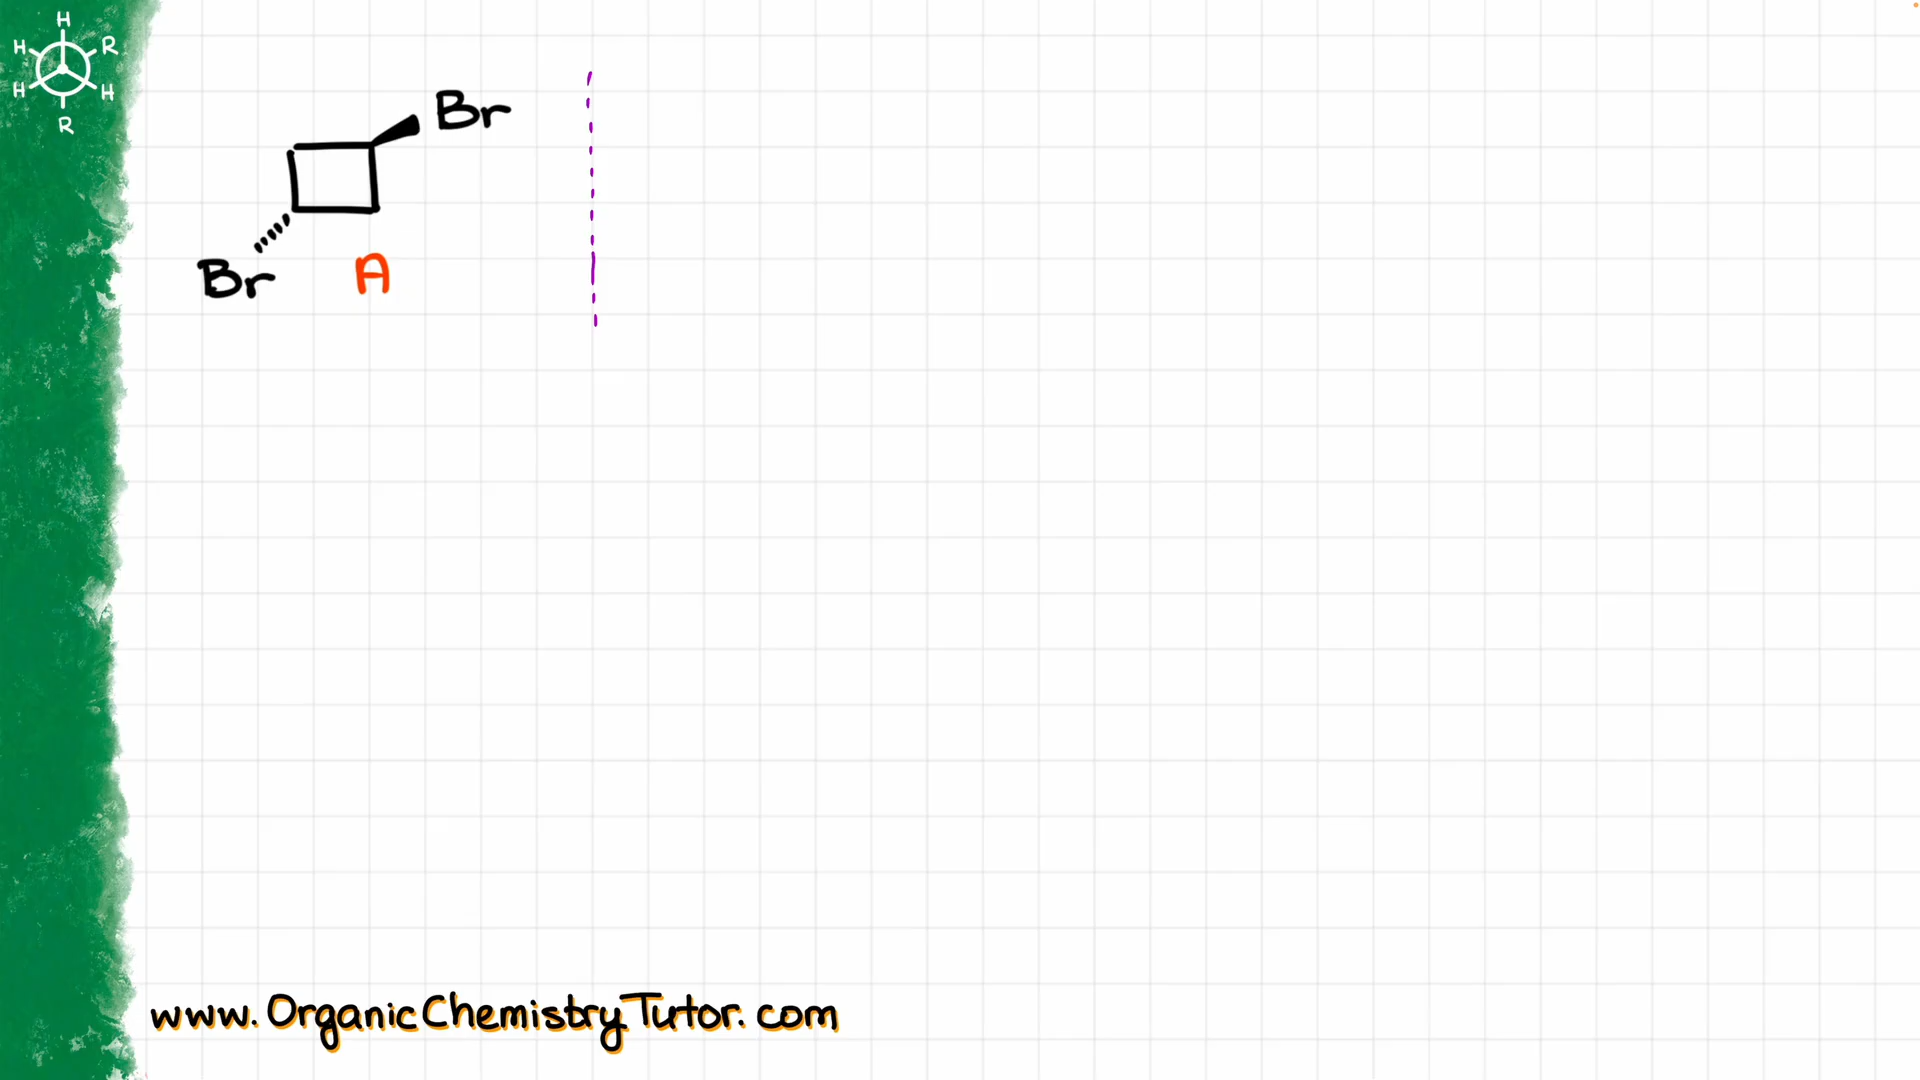 H
H R
H H
R
Br
Br A
www.OrganicChemistryTutor.com